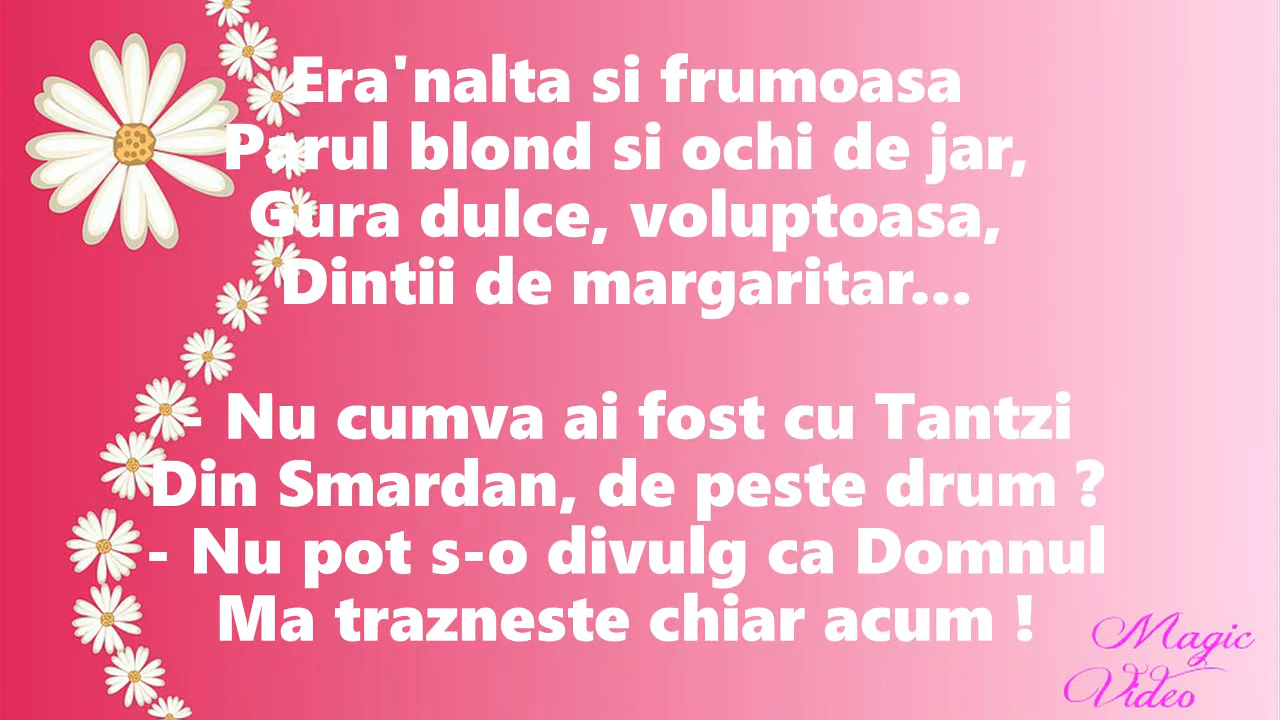 Era'nalta si frumoasa
Parul blond si ochi de jar,
Gura dulce, voluptoasa,
Dintii de margaritar...
- Nu cumva ai fost cu Tantzi
Din Smardan, de peste drum ?
- Nu pot s-o divulg ca Domnul
Ma trazneste chiar acum !
Magic
Video